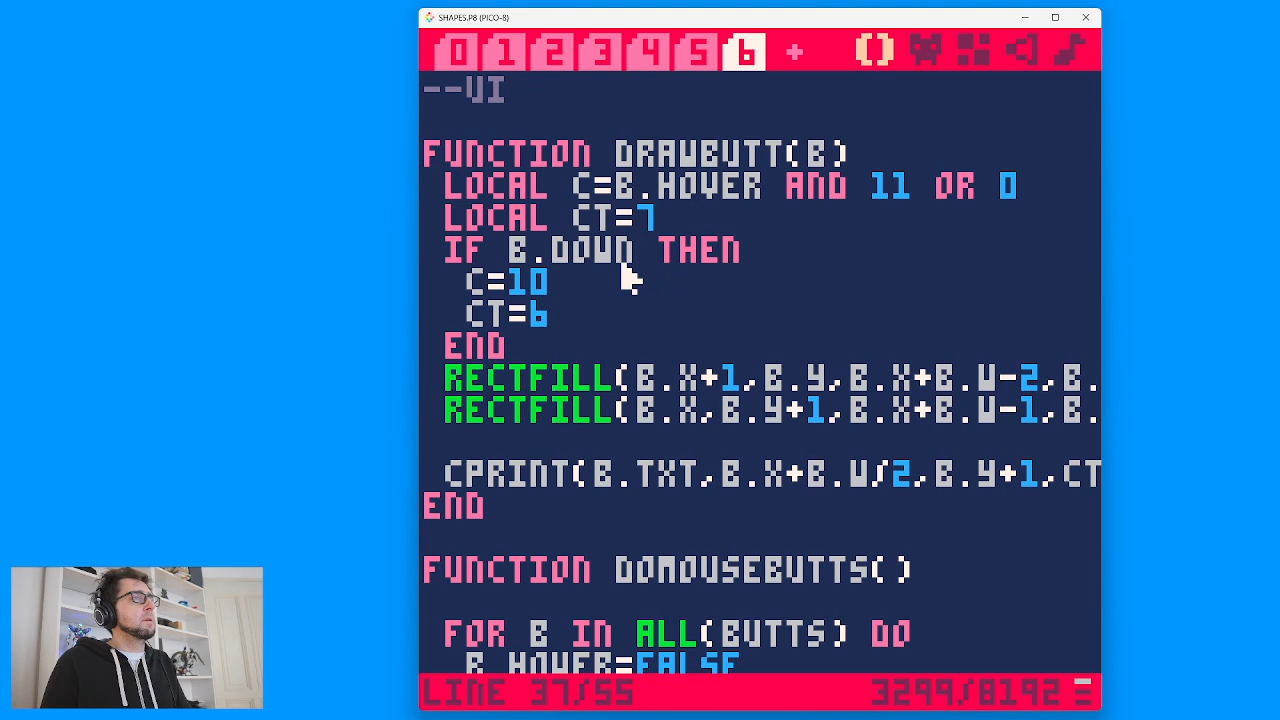 SHAPES.P8 (PICO-8)
0 1 2 3 4 5 6 +
--UI
FUNCTION DRAWBUTT(B)
LOCAL C=B.HOVER AND 11 OR 0
LOCAL CT=7
IF B.DOWN THEN
C=10
CT=6
END
RECTFILL(B.X+1,B.Y,B.X+B.W-2,B.
RECTFILL(B.X,B.Y+1,B.X+B.W-1,B.
CPRINT(B.TXT,B.X+B.W/2,B.Y+1,CT
END
FUNCTION DOMOUSEBUTTS()
FOR B IN ALL(BUTTS) DO
B.HOVER=FALSE
LINE 37/55
3299/8192